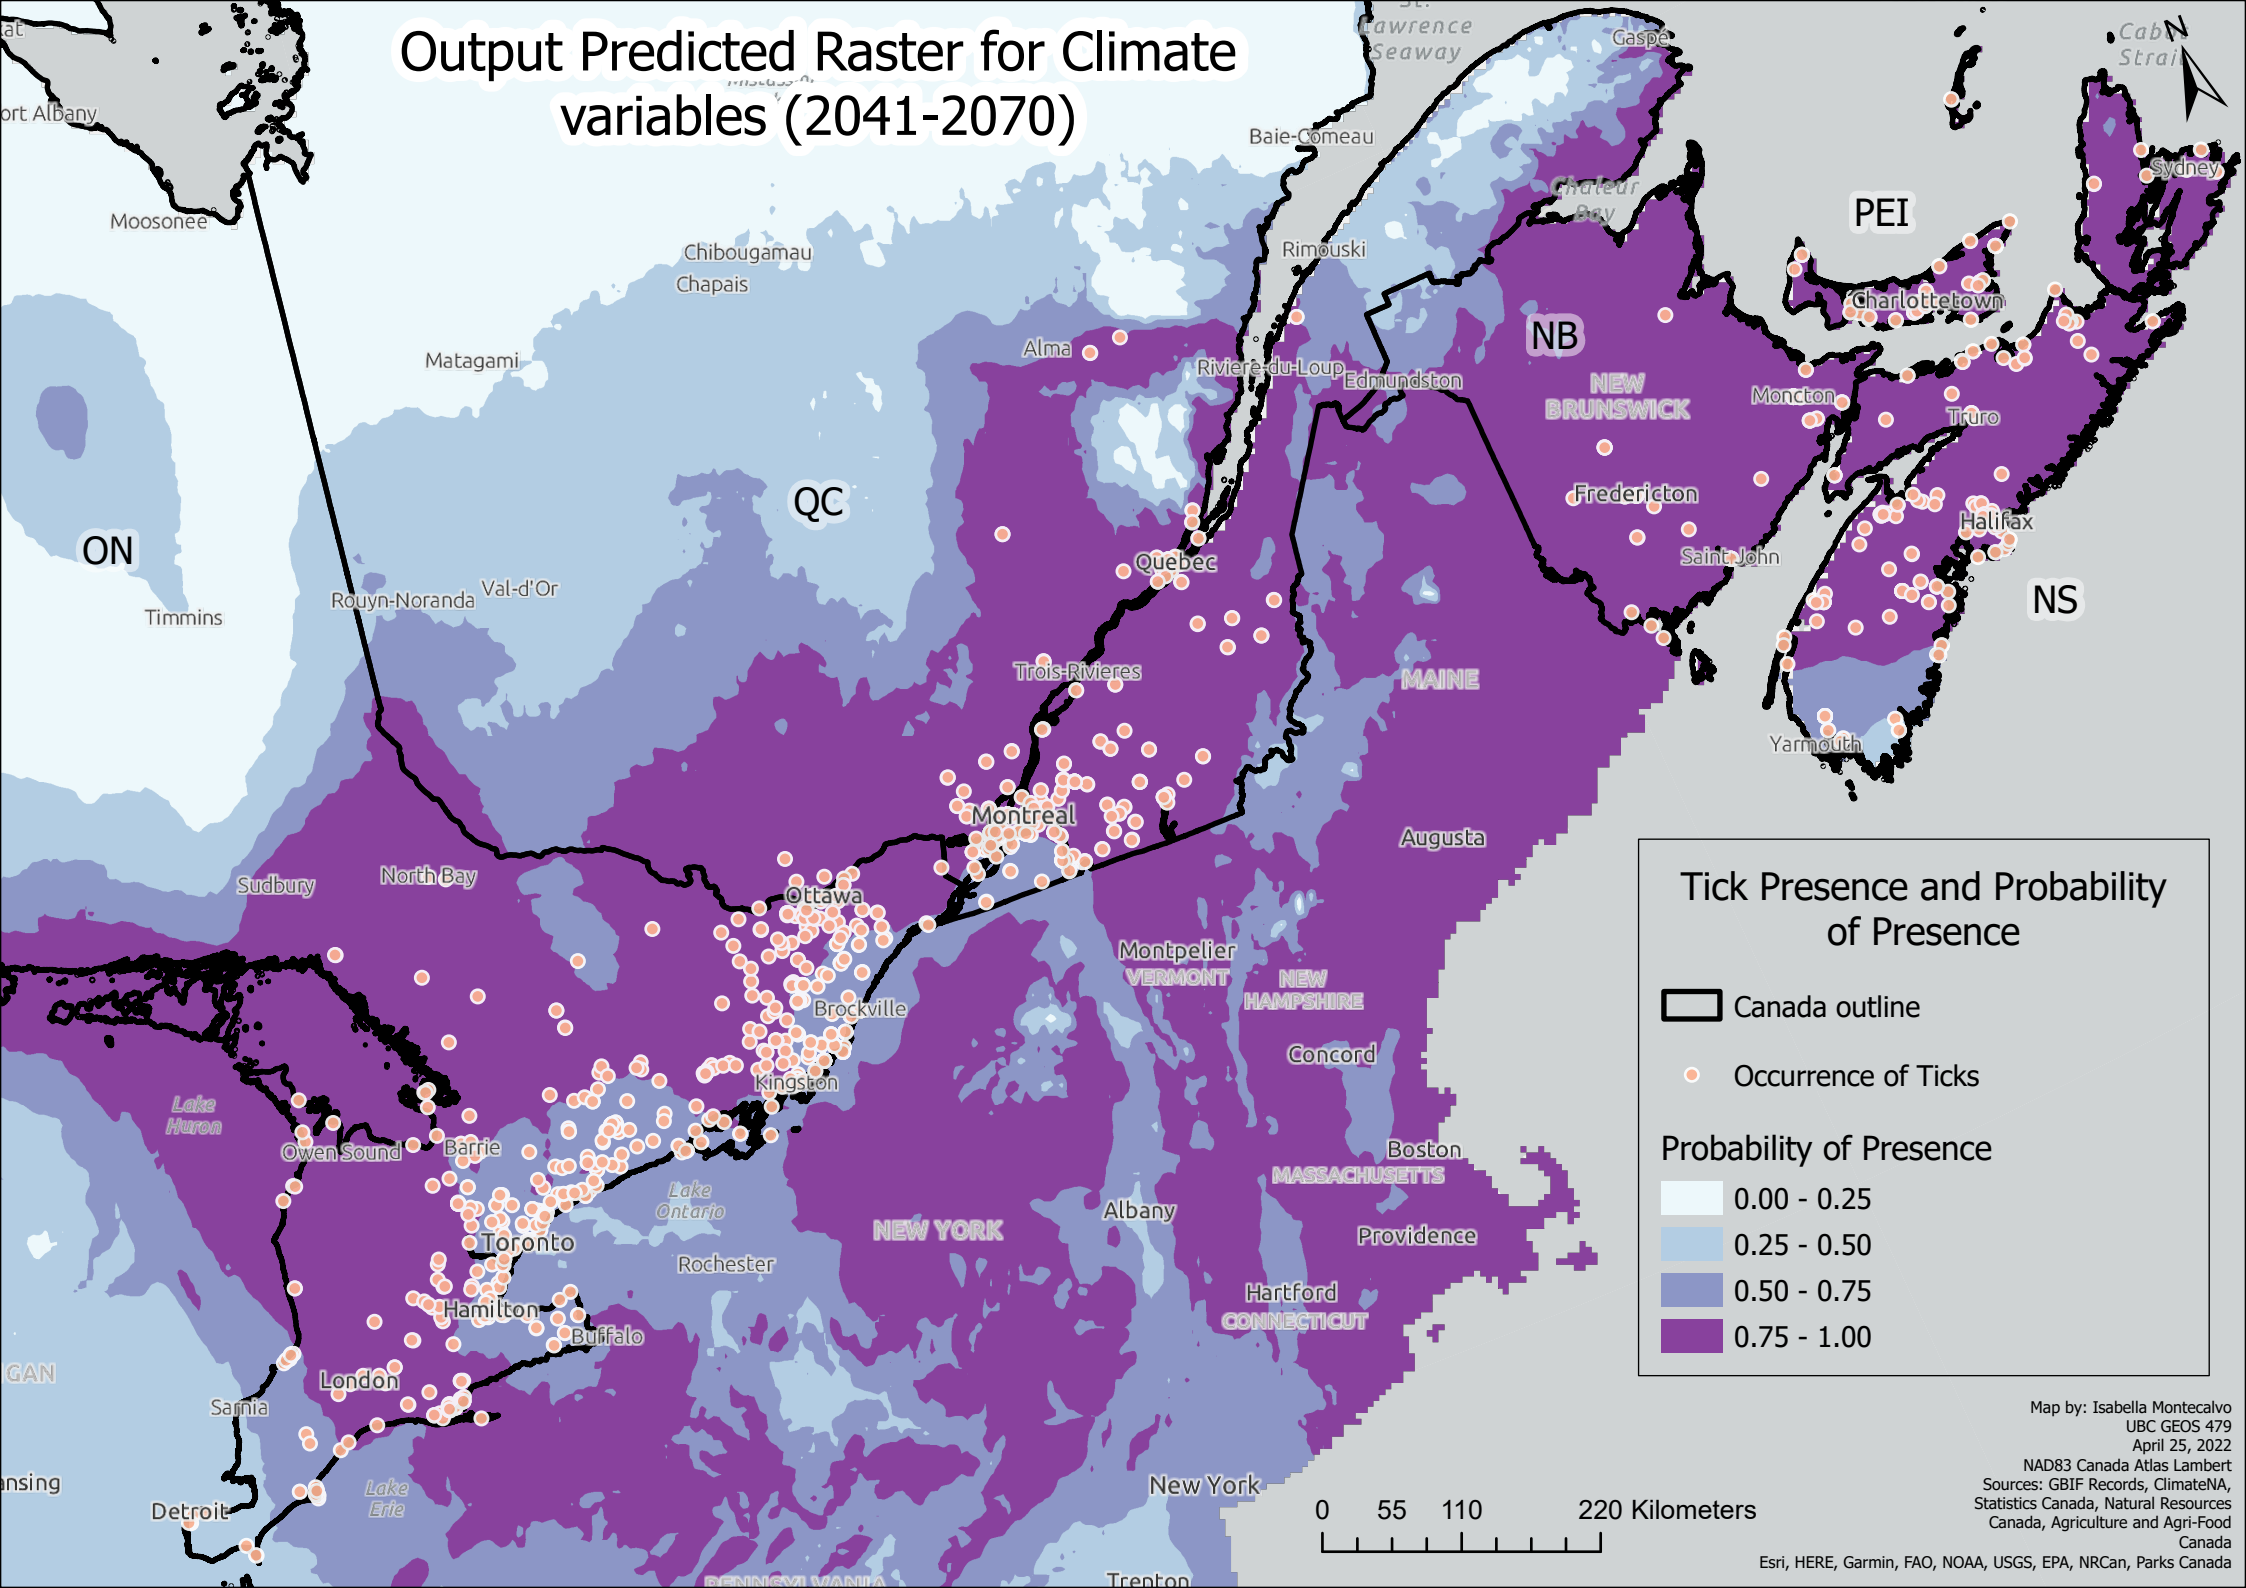 Output Predicted Raster for Climate
variables (2041-2070)
St.
Lawrence
Seaway
Gaspé
N
ort Albany
Baie-Comeau
Moosonee
Chaleur
Bay
PEI
Sydney
Chibougamau
Rimouski
Chapais
Charlottetown
NB
Alma
Matagami
Riviere-du-Loup
Edmundston
NEW
BRUNSWICK
Moncton
Truro
QC
Fredericton
Halifax
ON
Quebec
Saint John
Val-d'Or
Rouyn-Noranda
NS
Timmins
Trois-Rivieres
MAINE
Yarmouth
Montreal
Augusta
North Bay
Sudbury
Ottawa
Montpelier
VERMONT
NEW
HAMPSHIRE
Brockville
Concord
Kingston
Lake
Huron
Owen Sound
Barrie
Boston
MASSACHUSETTS
Lake
Ontario
Albany
NEW YORK
Toronto
Providence
Rochester
Hartford
CONNECTICUT
Hamilton
Buffalo
IGAN
London
Sarnia
ansing
Lake
Erie
Detroit
New York
PENNSYLVANIA
Trenton
Tick Presence and Probability
of Presence
Canada outline
Occurrence of Ticks
Probability of Presence
0.00 - 0.25
0.25 - 0.50
0.50 - 0.75
0.75 - 1.00
0 55 110 220 Kilometers
Map by: Isabella Montecalvo
UBC GEOS 479
April 25, 2022
NAD83 Canada Atlas Lambert
Sources: GBIF Records, ClimateNA,
Statistics Canada, Natural Resources
Canada, Agriculture and Agri-Food
Canada
Esri, HERE, Garmin, FAO, NOAA, USGS, EPA, NRCan, Parks Canada